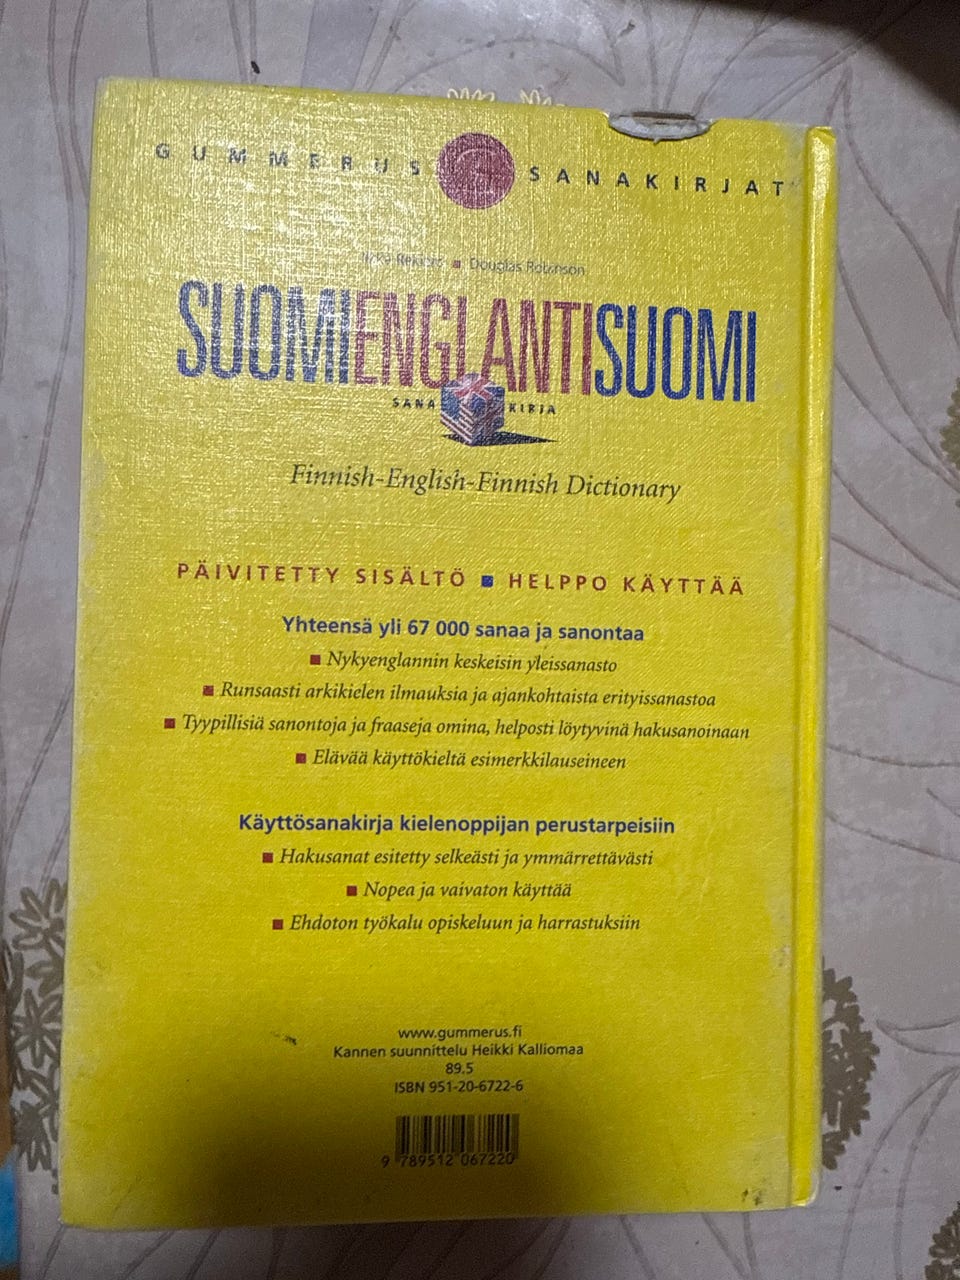 GUMMERUS SANAKIRJAT
Ilkka Rekiaro ■ Douglas Robinson
SUOMIENGLANTISUOMI
SANAKIRJA
Finnish-English-Finnish Dictionary
PÄIVITETTY SISÄLTÖ ■ HELPPO KÄYTTÄÄ
Yhteensä yli 67 000 sanaa ja sanontaa
■ Nykyenglannin keskeisin yleissanasto
■ Runsaasti arkikielen ilmauksia ja ajankohtaista erityissanastoa
■ Tyypillisiä sanontoja ja fraaseja omina, helposti löytyvinä hakusanoinaan
■ Elävää käyttökieltä esimerkkilauseineen
Käyttösanakirja kielenoppijan perustarpeisiin
■ Hakusanat esitetty selkeästi ja ymmärrettävästi
■ Nopea ja vaivaton käyttää
■ Ehdoton työkalu opiskeluun ja harrastuksiin
www.gummerus.fi
Kannen suunnittelu Heikki Kalliomaa
89.5
ISBN 951-20-6722-6
9 789512 067220